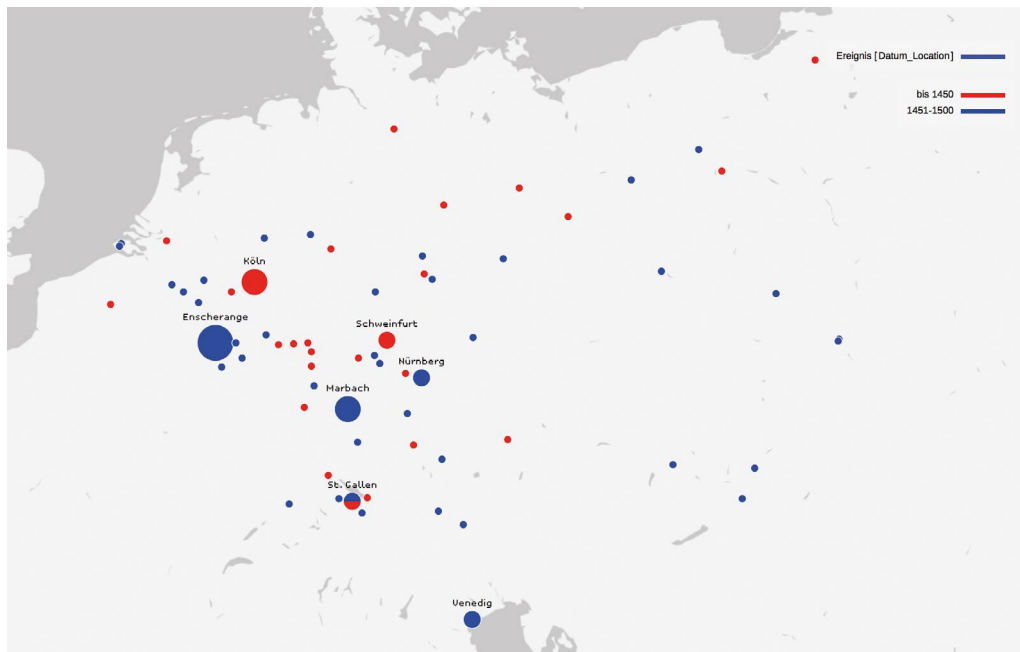 Ereignis [Datum_Location]
bis 1450
1451-1500
Köln
Enscherange
Schweinfurt
Nürnberg
Marbach
St. Gallen
Venedig